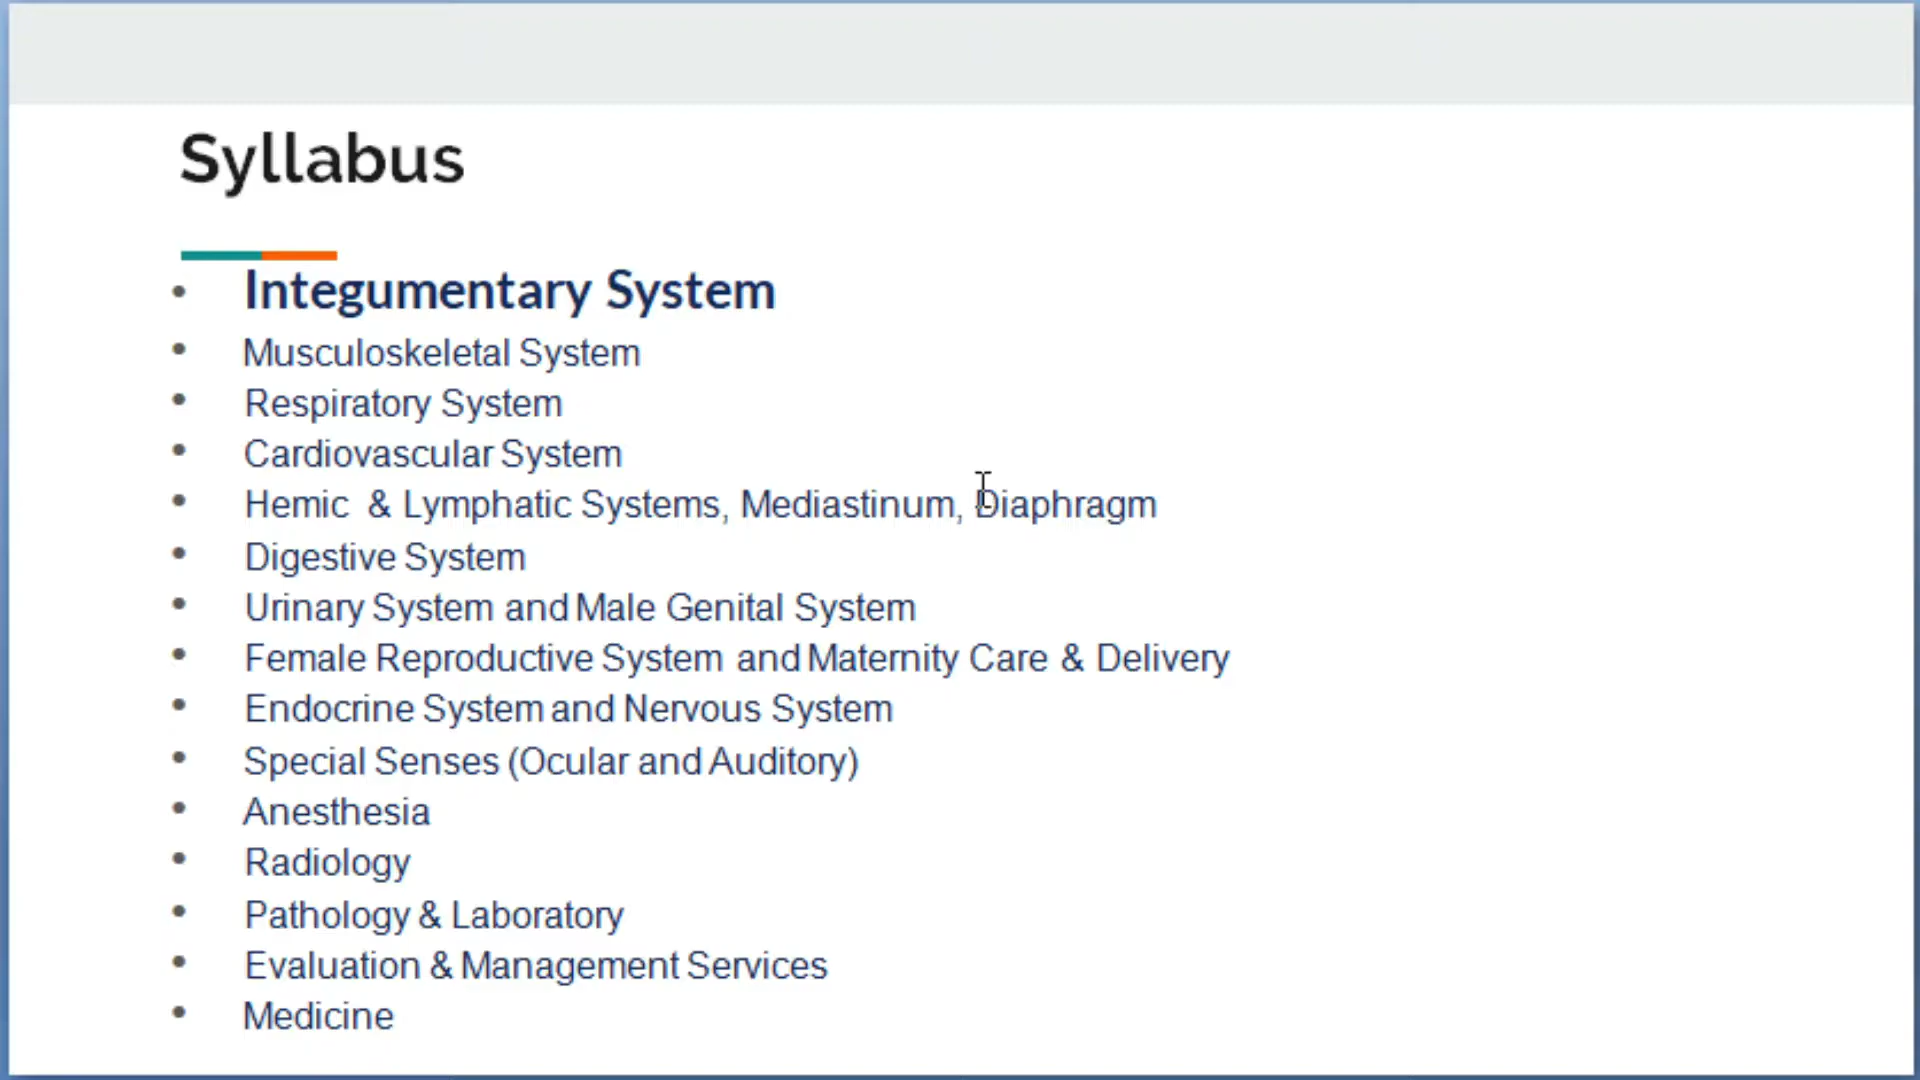 Syllabus
• Integumentary System
• Musculoskeletal System
• Respiratory System
• Cardiovascular System
• Hemic & Lymphatic Systems, Mediastinum, Diaphragm
• Digestive System
• Urinary System and Male Genital System
• Female Reproductive System and Maternity Care & Delivery
• Endocrine System and Nervous System
• Special Senses (Ocular and Auditory)
• Anesthesia
• Radiology
• Pathology & Laboratory
• Evaluation & Management Services
• Medicine